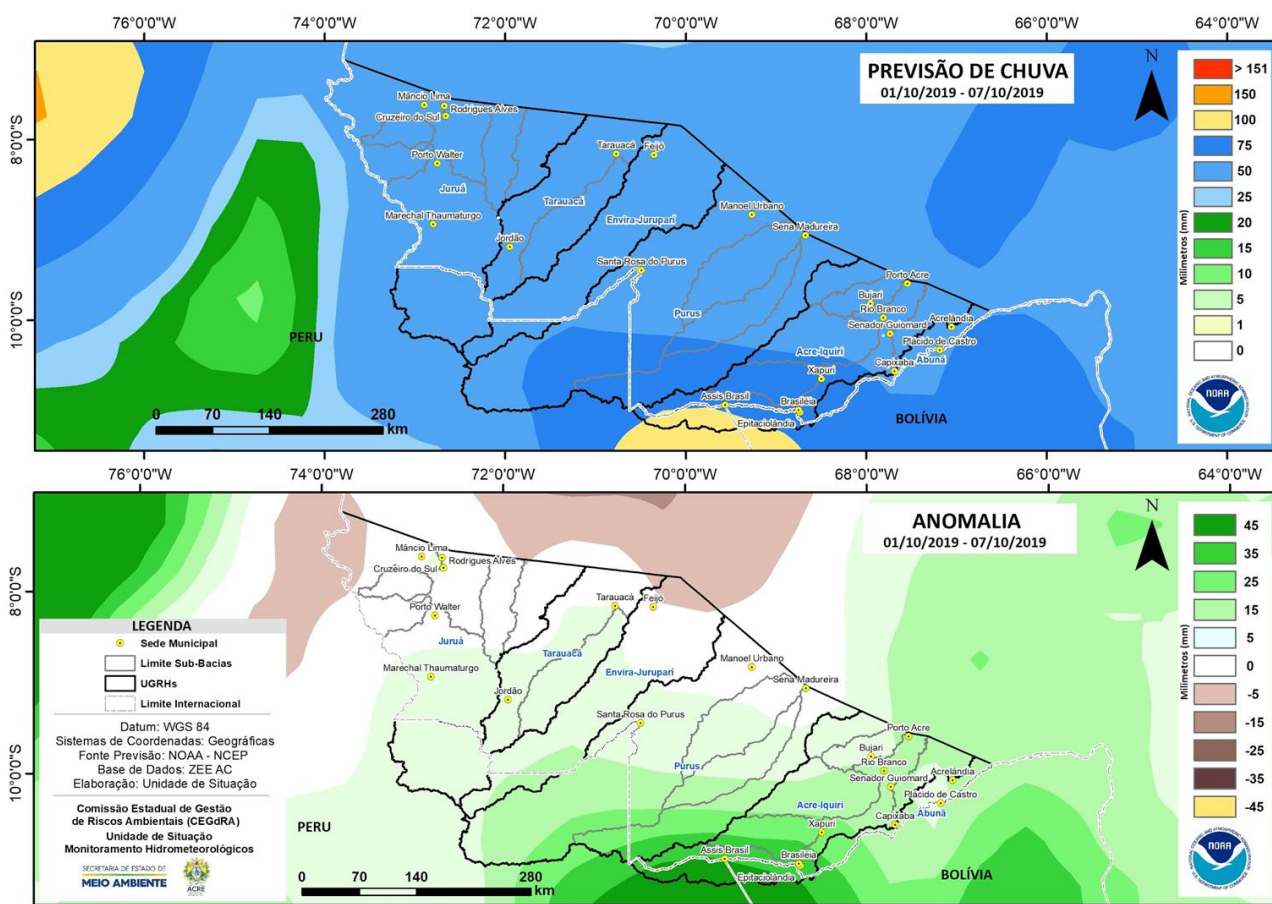 76°0'0"W 74°0'0"W 72°0'0"W 70°0'0"W 68°0'0"W 66°0'0"W 64°0'0"W
PREVISÃO DE CHUVA
01/10/2019 - 07/10/2019
N
8°0'0"S
10°0'0"S
Mâncio Lima
Rodrigues Alves
Cruzeiro do Sul
Porto Walter
Juruá
Marechal Thaumaturgo
Jordão
Tarauacá
Feijó
Tarauacá
Envira-Jurupari
Santa Rosa do Purus
Manoel Urbano
Sena Madureira
Purus
Porto Acre
Bujari
Rio Branco
Senador Guiomard
Acrelândia
Plácido de Castro
Abunã
Acre-Iquiri
Capixaba
Xapuri
Assis Brasil
Brasiléia
Epitaciolândia
PERU
BOLÍVIA
0 70 140 280
km
Milímetros (mm)
> 151
150
100
75
50
25
20
15
10
5
1
0
NOAA
76°0'0"W 74°0'0"W 72°0'0"W 70°0'0"W 68°0'0"W 66°0'0"W 64°0'0"W
ANOMALIA
01/10/2019 - 07/10/2019
N
8°0'0"S
10°0'0"S
Mâncio Lima
Rodrigues Alves
Cruzeiro do Sul
Porto Walter
Juruá
Marechal Thaumaturgo
Jordão
Tarauacá
Feijó
Tarauacá
Envira-Jurupari
Santa Rosa do Purus
Manoel Urbano
Sena Madureira
Purus
Porto Acre
Bujari
Rio Branco
Senador Guiomard
Acrelândia
Plácido de Castro
Abunã
Acre-Iquiri
Capixaba
Xapuri
Assis Brasil
Brasiléia
Epitaciolândia
PERU
BOLÍVIA
0 70 140 280
km
Milímetros (mm)
45
35
25
15
5
0
-5
-15
-25
-35
-45
NOAA
LEGENDA
Sede Municipal
Limite Sub-Bacias
UGRHs
Limite Internacional
Datum: WGS 84
Sistemas de Coordenadas: Geográficas
Fonte Previsão: NOAA - NCEP
Base de Dados: ZEE AC
Elaboração: Unidade de Situação
Comissão Estadual de Gestão
de Riscos Ambientais (CEGdRA)
Unidade de Situação
Monitoramento Hidrometeorológicos
SECRETARIA DE ESTADO DE
MEIO AMBIENTE
ACRE